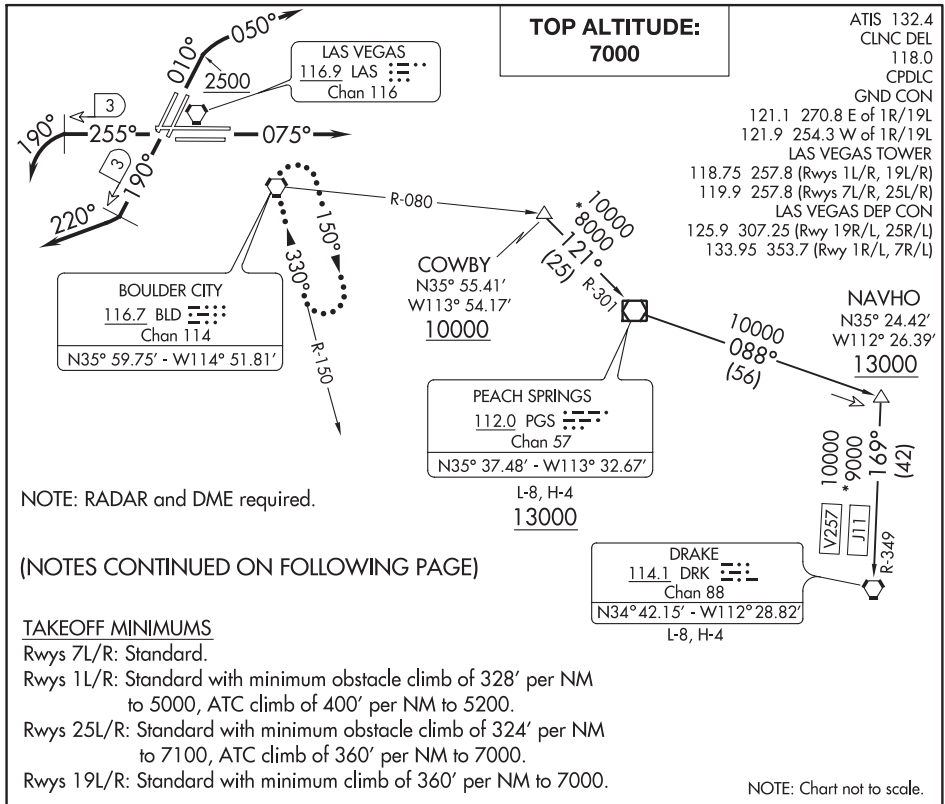 TOP ALTITUDE:
7000
ATIS 132.4
CLNC DEL
118.0
CPDLC
GND CON
121.1 270.8 E of 1R/19L
121.9 254.3 W of 1R/19L
LAS VEGAS TOWER
118.75 257.8 (Rwys 1L/R, 19L/R)
119.9 257.8 (Rwys 7L/R, 25L/R)
LAS VEGAS DEP CON
125.9 307.25 (Rwy 19R/L, 25R/L)
133.95 353.7 (Rwy 1R/L, 7R/L)
050°
010°
2500
LAS VEGAS
116.9 LAS
Chan 116
3
190°
255°
075°
3
190°
220°
R-080
150°
330°
R-150
BOULDER CITY
116.7 BLD
Chan 114
N35° 59.75' - W114° 51.81'
COWBY
N35° 55.41'
W113° 54.17'
10000
10000
*8000
121°
(25)
R-301
PEACH SPRINGS
112.0 PGS
Chan 57
N35° 37.48' - W113° 32.67'
L-8, H-4
13000
10000
088°
(56)
NAVHO
N35° 24.42'
W112° 26.39'
13000
V257
10000
*9000
J11
169°
(42)
R-349
DRAKE
114.1 DRK
Chan 88
N34° 42.15' - W112° 28.82'
L-8, H-4
NOTE: RADAR and DME required.
(NOTES CONTINUED ON FOLLOWING PAGE)
TAKEOFF MINIMUMS
Rwys 7L/R: Standard.
Rwys 1L/R: Standard with minimum obstacle climb of 328' per NM
to 5000, ATC climb of 400' per NM to 5200.
Rwys 25L/R: Standard with minimum obstacle climb of 324' per NM
to 7100, ATC climb of 360' per NM to 7000.
Rwys 19L/R: Standard with minimum climb of 360' per NM to 7000.
NOTE: Chart not to scale.